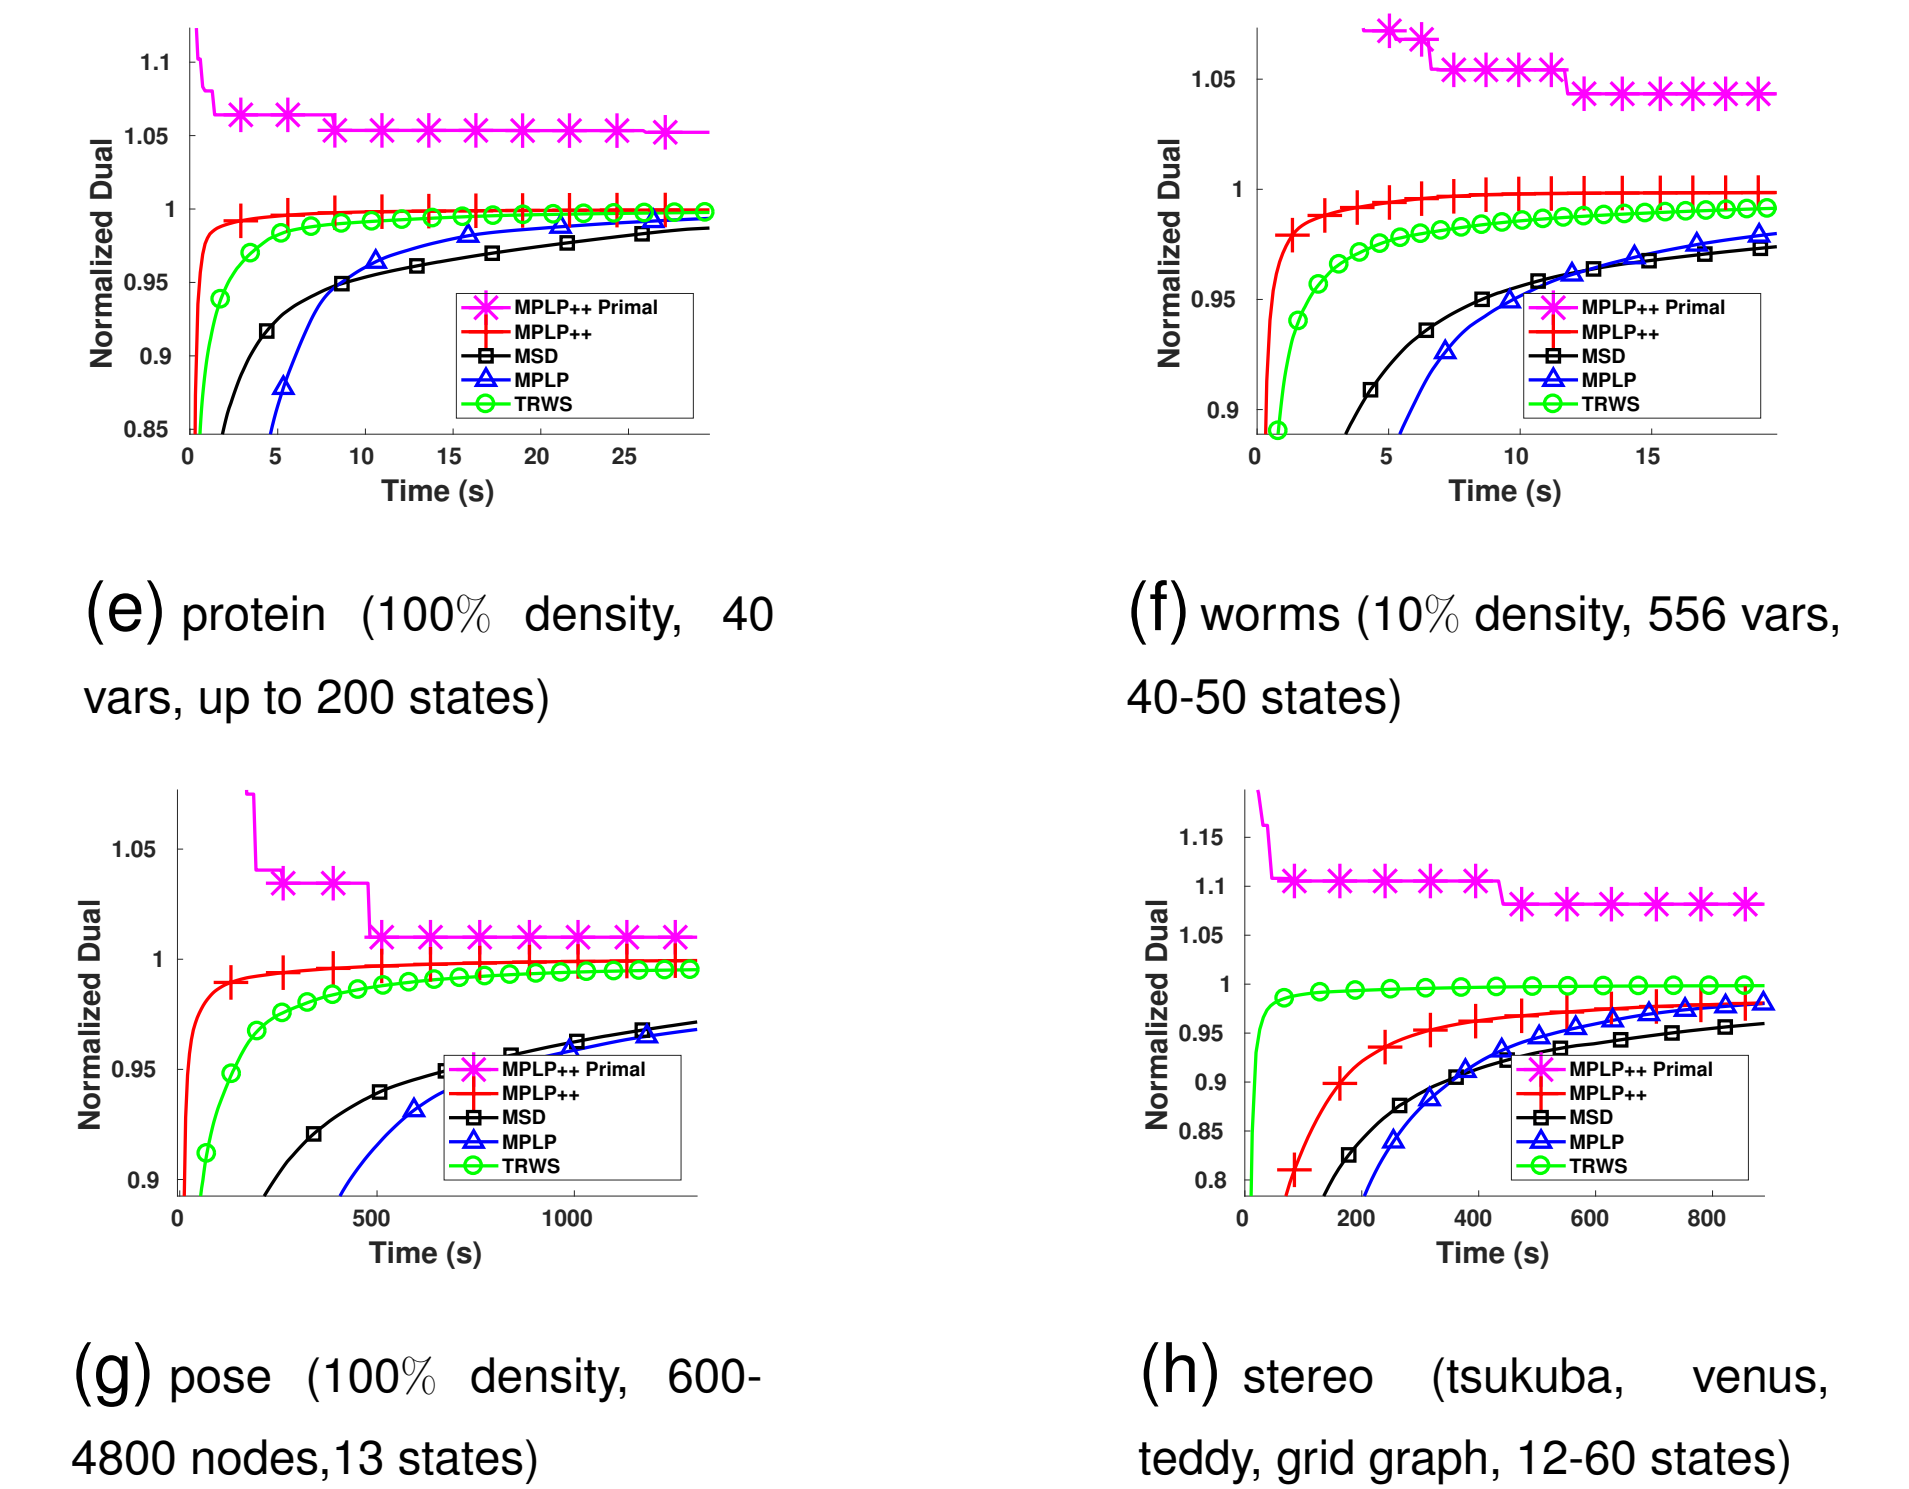 1.1
1.05
1
0.95
0.9
0.85
Normalized Dual
MPLP++ Primal
MPLP++
MSD
MPLP
TRWS
0 5 10 15 20 25
Time (s)
(e) protein (100% density, 40
vars, up to 200 states)
1.05
1
0.95
0.9
Normalized Dual
MPLP++ Primal
MPLP++
MSD
MPLP
TRWS
0 5 10 15
Time (s)
(f) worms (10% density, 556 vars,
40-50 states)
1.05
1
0.95
0.9
Normalized Dual
MPLP++ Primal
MPLP++
MSD
MPLP
TRWS
0 500 1000
Time (s)
(g) pose (100% density, 600-
4800 nodes,13 states)
1.15
1.1
1.05
1
0.95
0.9
0.85
0.8
Normalized Dual
MPLP++ Primal
MPLP++
MSD
MPLP
TRWS
0 200 400 600 800
Time (s)
(h) stereo (tsukuba, venus,
teddy, grid graph, 12-60 states)